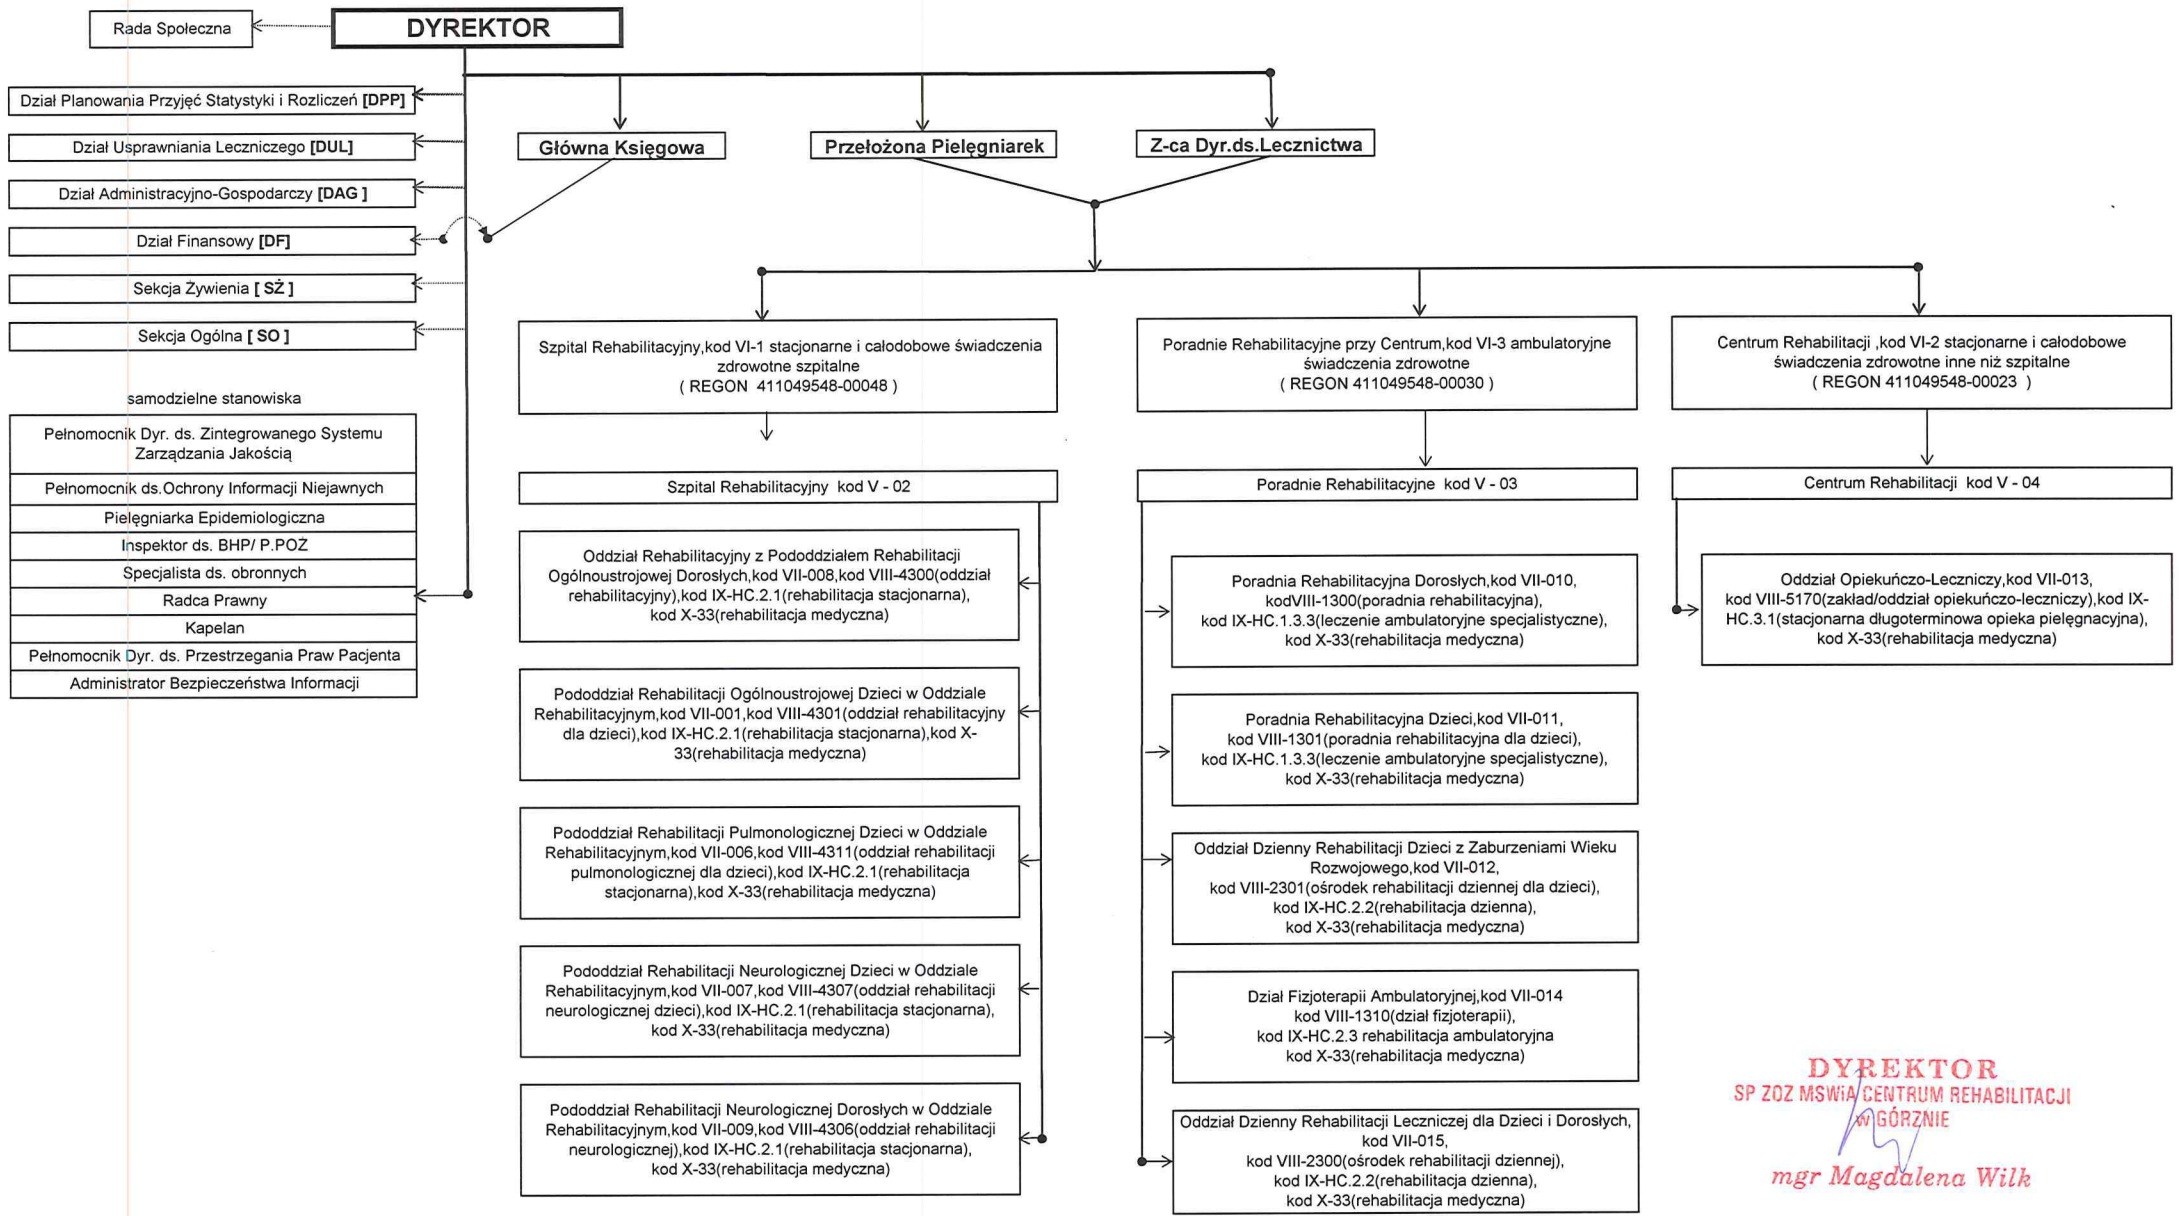 Rada Społeczna
DYREKTOR
Dział Planowania Przyjęć Statystyki i Rozliczeń [DPP]
Dział Usprawniania Leczniczego [DUL]
Dział Administracyjno-Gospodarczy [DAG ]
Dział Finansowy [DF]
Sekcja Żywienia [ SŻ ]
Sekcja Ogólna [ SO ]
Główna Księgowa
Przełożona Pielęgniarek
Z-ca Dyr.ds.Lecznictwa
samodzielne stanowiska
Pełnomocnik Dyr. ds. Zintegrowanego Systemu
Zarządzania Jakością
Pełnomocnik ds.Ochrony Informacji Niejawnych
Pielęgniarka Epidemiologiczna
Inspektor ds. BHP/ P.POŻ
Specjalista ds. obronnych
Radca Prawny
Kapelan
Pełnomocnik Dyr. ds. Przestrzegania Praw Pacjenta
Administrator Bezpieczeństwa Informacji
Szpital Rehabilitacyjny,kod VI-1 stacjonarne i całodobowe świadczenia
zdrowotne szpitalne
( REGON 411049548-00048 )
Szpital Rehabilitacyjny kod V - 02
Oddział Rehabilitacyjny z Pododdziałem Rehabilitacji
Ogólnoustrojowej Dorosłych,kod VII-008,kod VIII-4300(oddział
rehabilitacyjny),kod IX-HC.2.1(rehabilitacja stacjonarna),
kod X-33(rehabilitacja medyczna)
Pododdział Rehabilitacji Ogólnoustrojowej Dzieci w Oddziale
Rehabilitacyjnym,kod VII-001,kod VIII-4301(oddział rehabilitacyjny
dla dzieci),kod IX-HC.2.1(rehabilitacja stacjonarna),kod X-
33(rehabilitacja medyczna)
Pododdział Rehabilitacji Pulmonologicznej Dzieci w Oddziale
Rehabilitacyjnym,kod VII-006,kod VIII-4311(oddział rehabilitacji
pulmonologicznej dla dzieci),kod IX-HC.2.1(rehabilitacja
stacjonarna),kod X-33(rehabilitacja medyczna)
Pododdział Rehabilitacji Neurologicznej Dzieci w Oddziale
Rehabilitacyjnym,kod VII-007,kod VIII-4307(oddział rehabilitacji
neurologicznej dzieci),kod IX-HC.2.1(rehabilitacja stacjonarna),
kod X-33(rehabilitacja medyczna)
Pododdział Rehabilitacji Neurologicznej Dorosłych w Oddziale
Rehabilitacyjnym,kod VII-009,kod VIII-4306(oddział rehabilitacji
neurologicznej),kod IX-HC.2.1(rehabilitacja stacjonarna),
kod X-33(rehabilitacja medyczna)
Poradnie Rehabilitacyjne przy Centrum,kod VI-3 ambulatoryjne
świadczenia zdrowotne
( REGON 411049548-00030 )
Poradnie Rehabilitacyjne kod V - 03
Poradnia Rehabilitacyjna Dorosłych,kod VII-010,
kodVIII-1300(poradnia rehabilitacyjna),
kod IX-HC.1.3.3(leczenie ambulatoryjne specjalistyczne),
kod X-33(rehabilitacja medyczna)
Poradnia Rehabilitacyjna Dzieci,kod VII-011,
kod VIII-1301(poradnia rehabilitacyjna dla dzieci),
kod IX-HC.1.3.3(leczenie ambulatoryjne specjalistyczne),
kod X-33(rehabilitacja medyczna)
Oddział Dzienny Rehabilitacji Dzieci z Zaburzeniami Wieku
Rozwojowego,kod VII-012,
kod VIII-2301(ośrodek rehabilitacji dziennej dla dzieci),
kod IX-HC.2.2(rehabilitacja dzienna),
kod X-33(rehabilitacja medyczna)
Dział Fizjoterapii Ambulatoryjnej,kod VII-014
kod VIII-1310(dział fizjoterapii),
kod IX-HC.2.3 rehabilitacja ambulatoryjna
kod X-33(rehabilitacja medyczna)
Oddział Dzienny Rehabilitacji Leczniczej dla Dzieci i Dorosłych,
kod VII-015,
kod VIII-2300(ośrodek rehabilitacji dziennej),
kod IX-HC.2.2(rehabilitacja dzienna),
kod X-33(rehabilitacja medyczna)
Centrum Rehabilitacji ,kod VI-2 stacjonarne i całodobowe
świadczenia zdrowotne inne niż szpitalne
( REGON 411049548-00023 )
Centrum Rehabilitacji kod V - 04
Oddział Opiekuńczo-Leczniczy,kod VII-013,
kod VIII-5170(zakład/oddział opiekuńczo-leczniczy),kod IX-
HC.3.1(stacjonarna długoterminowa opieka pielęgnacyjna),
kod X-33(rehabilitacja medyczna)
DYREKTOR
SP ZOZ MSWiA CENTRUM REHABILITACJI
w GÓRZNIE
mgr Magdalena Wilk